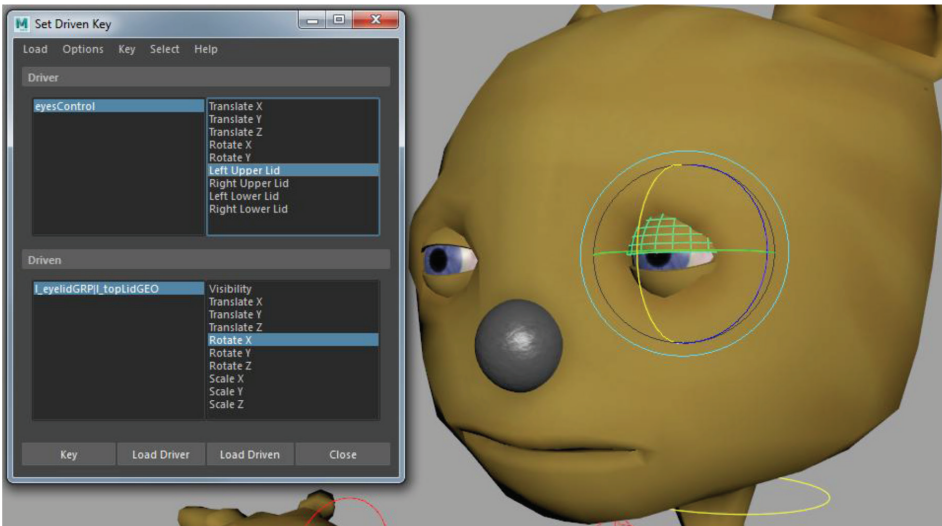 M Set Driven Key
Load Options Key Select Help
Driver
eyesControl
Translate X
Translate Y
Translate Z
Rotate X
Rotate Y
Left Upper Lid
Right Upper Lid
Left Lower Lid
Right Lower Lid
Driven
l_eyelidGRP|l_topLidGEO
Visibility
Translate X
Translate Y
Translate Z
Rotate X
Rotate Y
Rotate Z
Scale X
Scale Y
Scale Z
Key Load Driver Load Driven Close